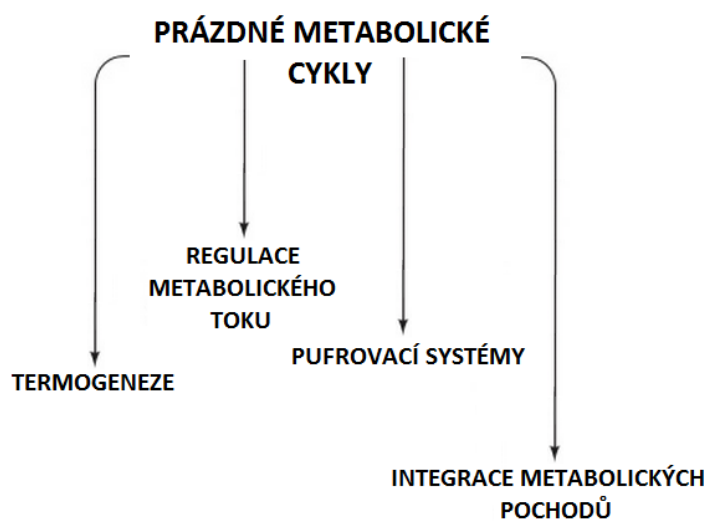 PRÁZDNÉ METABOLICKÉ
CYKLY
REGULACE
METABOLICKÉHO
TOKU
PUFROVACÍ SYSTÉMY
TERMOGENEZE
INTEGRACE METABOLICKÝCH
POCHODŮ